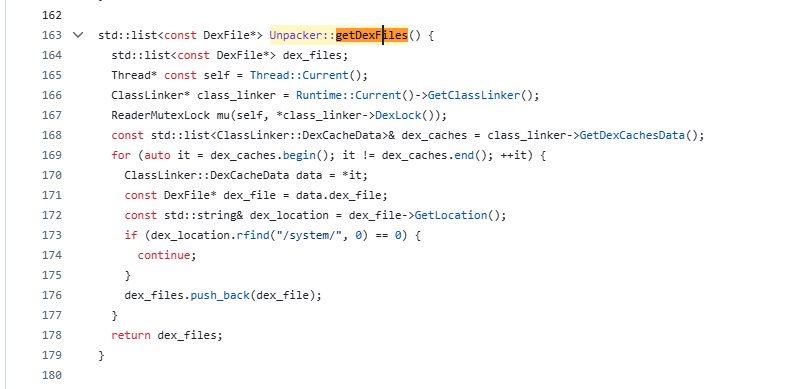 162
163 std::list<const DexFile*> Unpacker::getDexFiles() {
164 std::list<const DexFile*> dex_files;
165 Thread* const self = Thread::Current();
166 ClassLinker* class_linker = Runtime::Current()->GetClassLinker();
167 ReaderMutexLock mu(self, *class_linker->DexLock());
168 const std::list<ClassLinker::DexCacheData>& dex_caches = class_linker->GetDexCachesData();
169 for (auto it = dex_caches.begin(); it != dex_caches.end(); ++it) {
170 ClassLinker::DexCacheData data = *it;
171 const DexFile* dex_file = data.dex_file;
172 const std::string& dex_location = dex_file->GetLocation();
173 if (dex_location.rfind("/system/", 0) == 0) {
174 continue;
175 }
176 dex_files.push_back(dex_file);
177 }
178 return dex_files;
179 }
180